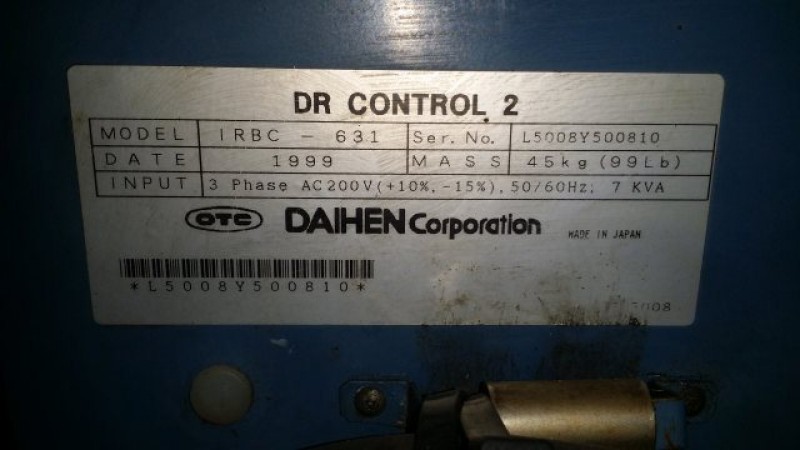 DR CONTROL 2
MODEL IRBC - 631 Ser. No. L5008Y500810
DATE 1999 MASS 45kg (99Lb)
INPUT 3 Phase AC200V(+10%, -15%), 50/60Hz; 7 KVA
OTC DAIHEN Corporation MADE IN JAPAN
*L5008Y500810*